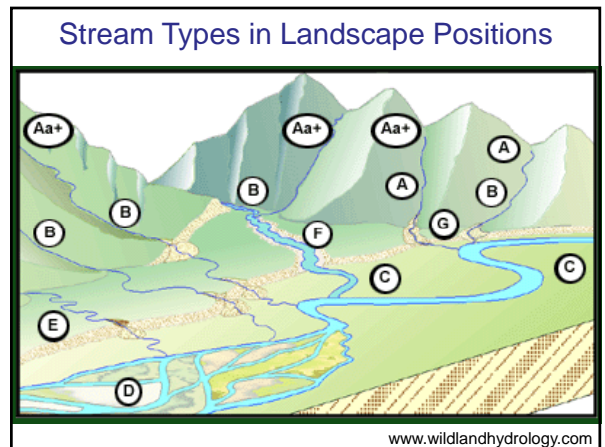 Stream Types in Landscape Positions
Aa+ Aa+ Aa+ A
B A B
B
B F G
C C
E
D
www.wildlandhydrology.com